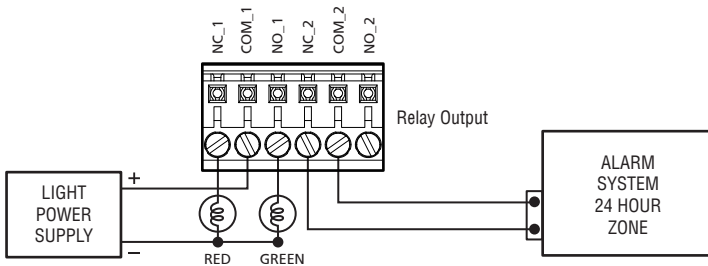 NC_1
COM_1
NO_1
NC_2
COM_2
NO_2
Relay Output
LIGHT
POWER
SUPPLY
+
–
RED
GREEN
ALARM
SYSTEM
24 HOUR
ZONE